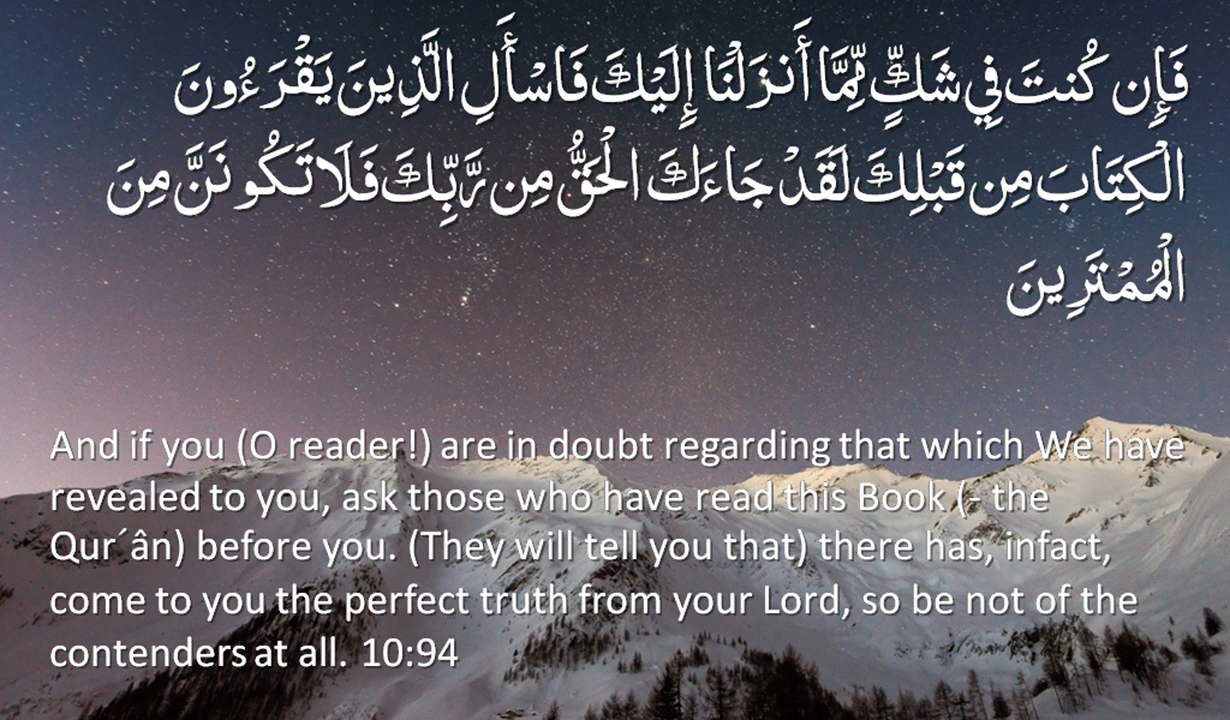 فَإِن كُنتَ فِي شَكٍّ مِّمَّا أَنزَلْنَا إِلَيْكَ فَاسْأَلِ الَّذِينَ يَقْرَءُونَ
الْكِتَابَ مِن قَبْلِكَ لَقَدْ جَاءَكَ الْحَقُّ مِن رَّبِّكَ فَلَا تَكُونَنَّ مِنَ
الْمُمْتَرِينَ
And if you (O reader!) are in doubt regarding that which We have
revealed to you, ask those who have read this Book (- the
Qur´ân) before you. (They will tell you that) there has, infact,
come to you the perfect truth from your Lord, so be not of the
contenders at all. 10:94